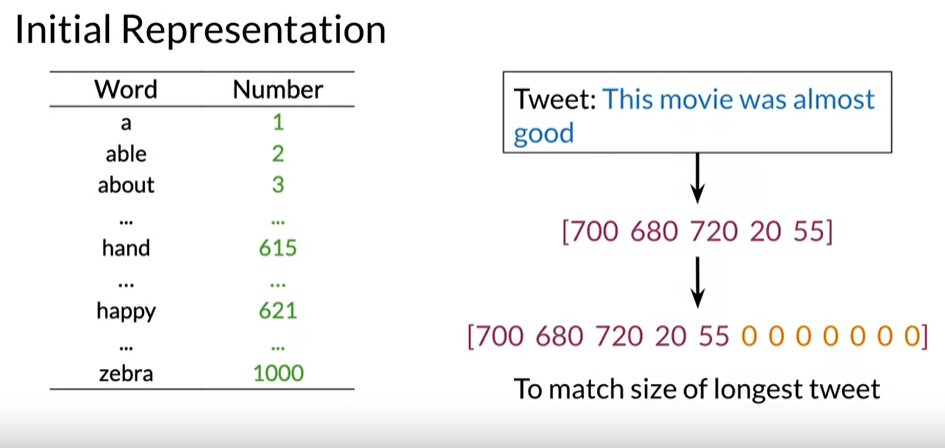 Initial Representation
Word Number
a 1
able 2
about 3
... ...
hand 615
... ...
happy 621
... ...
zebra 1000
Tweet: This movie was almost
good
[700 680 720 20 55]
[700 680 720 20 55 0 0 0 0 0 0 0]
To match size of longest tweet